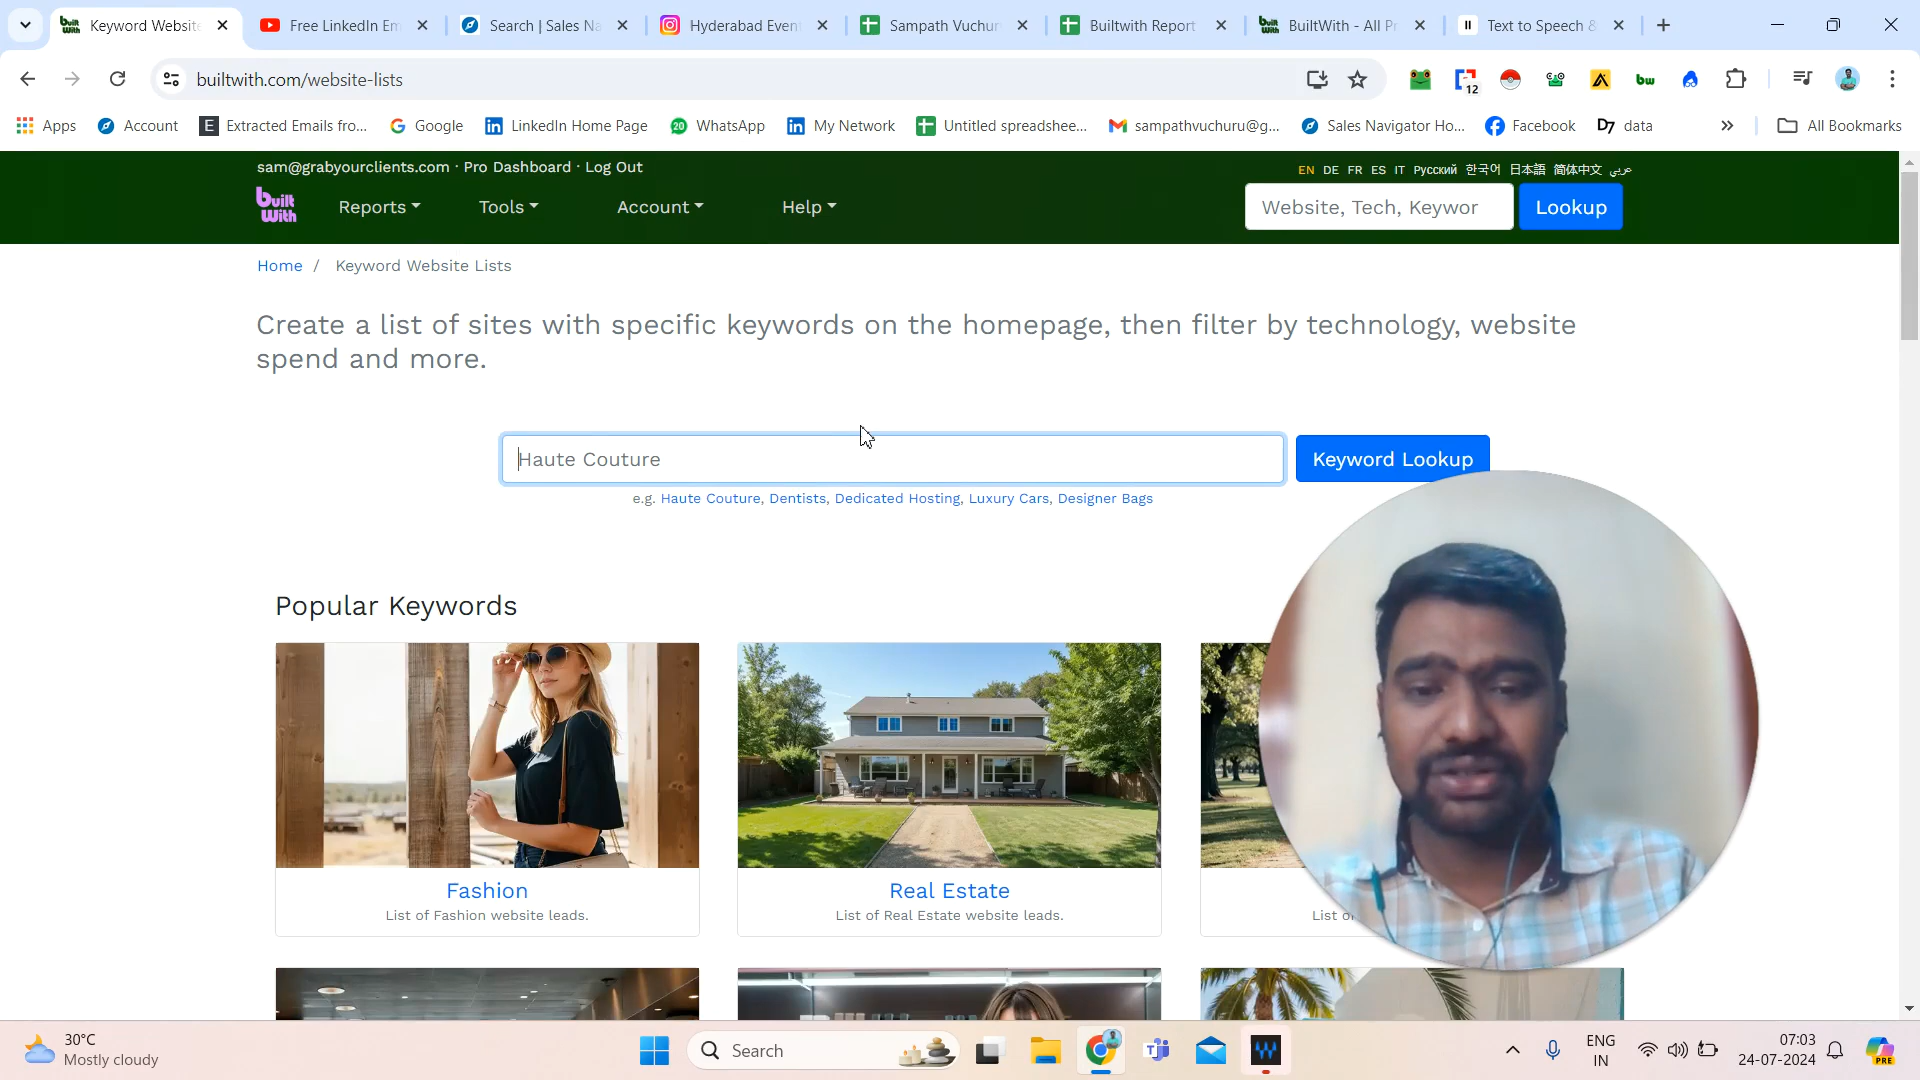 Keyword Website
Free LinkedIn Em
Search | Sales Na
Hyderabad Event
Sampath Vuchur
Builtwith Report
BuiltWith - All Pr
Text to Speech &
builtwith.com/website-lists
12
bw
Apps
Account
Extracted Emails fro...
Google
LinkedIn Home Page
20
WhatsApp
My Network
Untitled spreadshee...
sampathvuchuru@g...
Sales Navigator Ho...
Facebook
D7 data
All Bookmarks
sam@grabyourclients.com · Pro Dashboard · Log Out
EN DE FR ES IT Русский 한국어 日本語 简体中文 عربي
built With
Reports
Tools
Account
Help
Website, Tech, Keywor
Lookup
Home / Keyword Website Lists
Create a list of sites with specific keywords on the homepage, then filter by technology, website
spend and more.
Haute Couture
Keyword Lookup
e.g. Haute Couture, Dentists, Dedicated Hosting, Luxury Cars, Designer Bags
Popular Keywords
Fashion
List of Fashion website leads.
Real Estate
List of Real Estate website leads.
List of
30°C
Mostly cloudy
Search
ENG
IN
07:03
24-07-2024
PRE